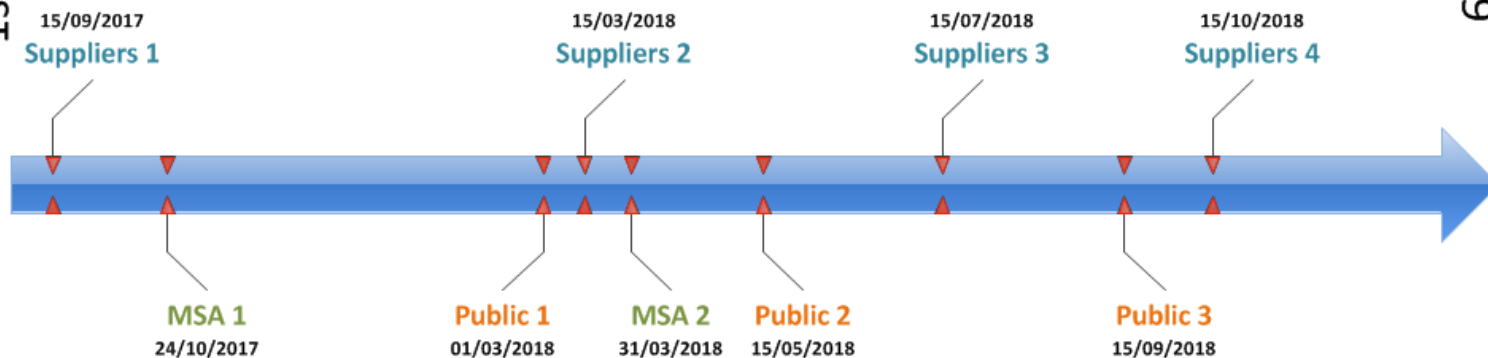 15/09/2017
Suppliers 1
15/03/2018
Suppliers 2
15/07/2018
Suppliers 3
15/10/2018
Suppliers 4
MSA 1
24/10/2017
Public 1
01/03/2018
MSA 2
31/03/2018
Public 2
15/05/2018
Public 3
15/09/2018